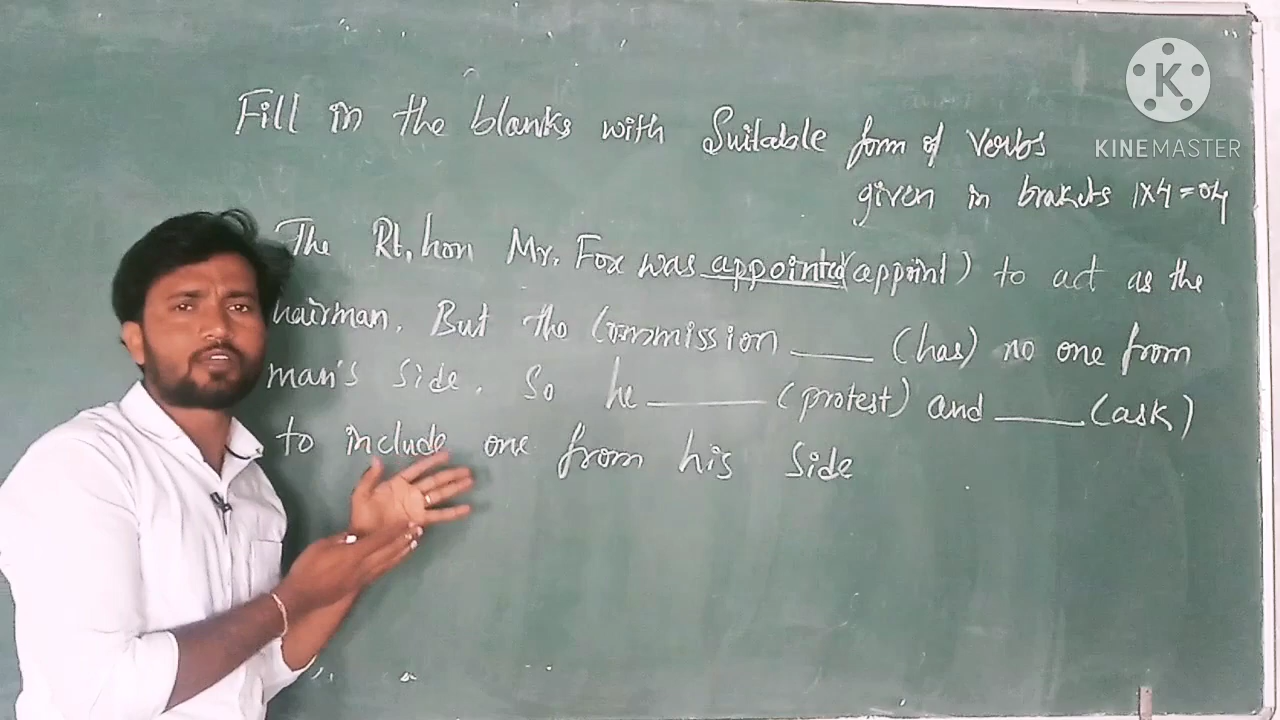 K
KINEMASTER
Fill in the blanks with Suitable form of Verbs
given in brakets 1x4=04
The Rt. hon Mr. Fox was appointed (appoint) to act as the
hairman. But the Commission ____ (has) no one from
man's side. So he ____ (protest) and ____ (ask)
to include one from his side